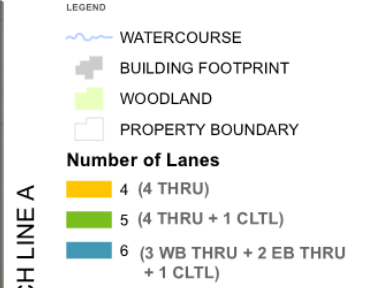 LEGEND
WATERCOURSE
BUILDING FOOTPRINT
WOODLAND
PROPERTY BOUNDARY
Number of Lanes
4 (4 THRU)
5 (4 THRU + 1 CLTL)
6 (3 WB THRU + 2 EB THRU
+ 1 CLTL)
CH LINE A